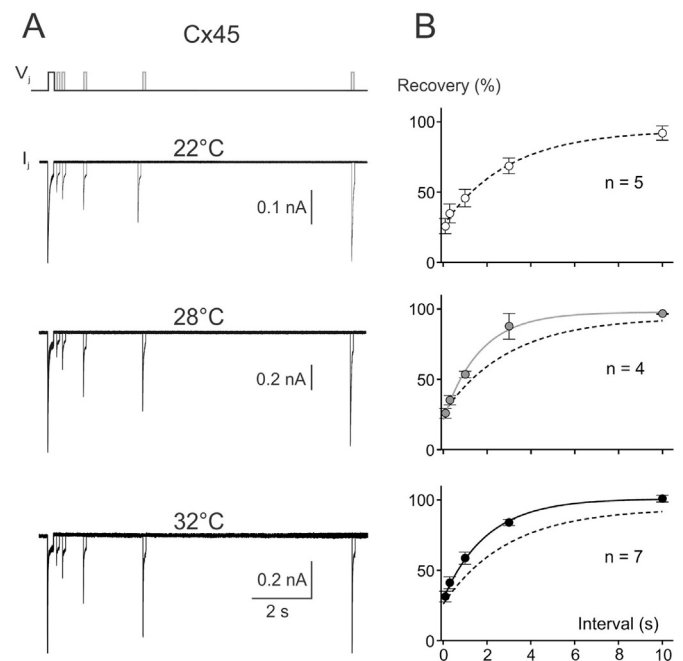 A
Cx45
Vj
Ij
22°C
0.1 nA
28°C
0.2 nA
32°C
0.2 nA
2 s
B
Recovery (%)
100
50
0
n = 5
100
50
0
n = 4
100
50
0
n = 7
Interval (s)
0 2 4 6 8 10